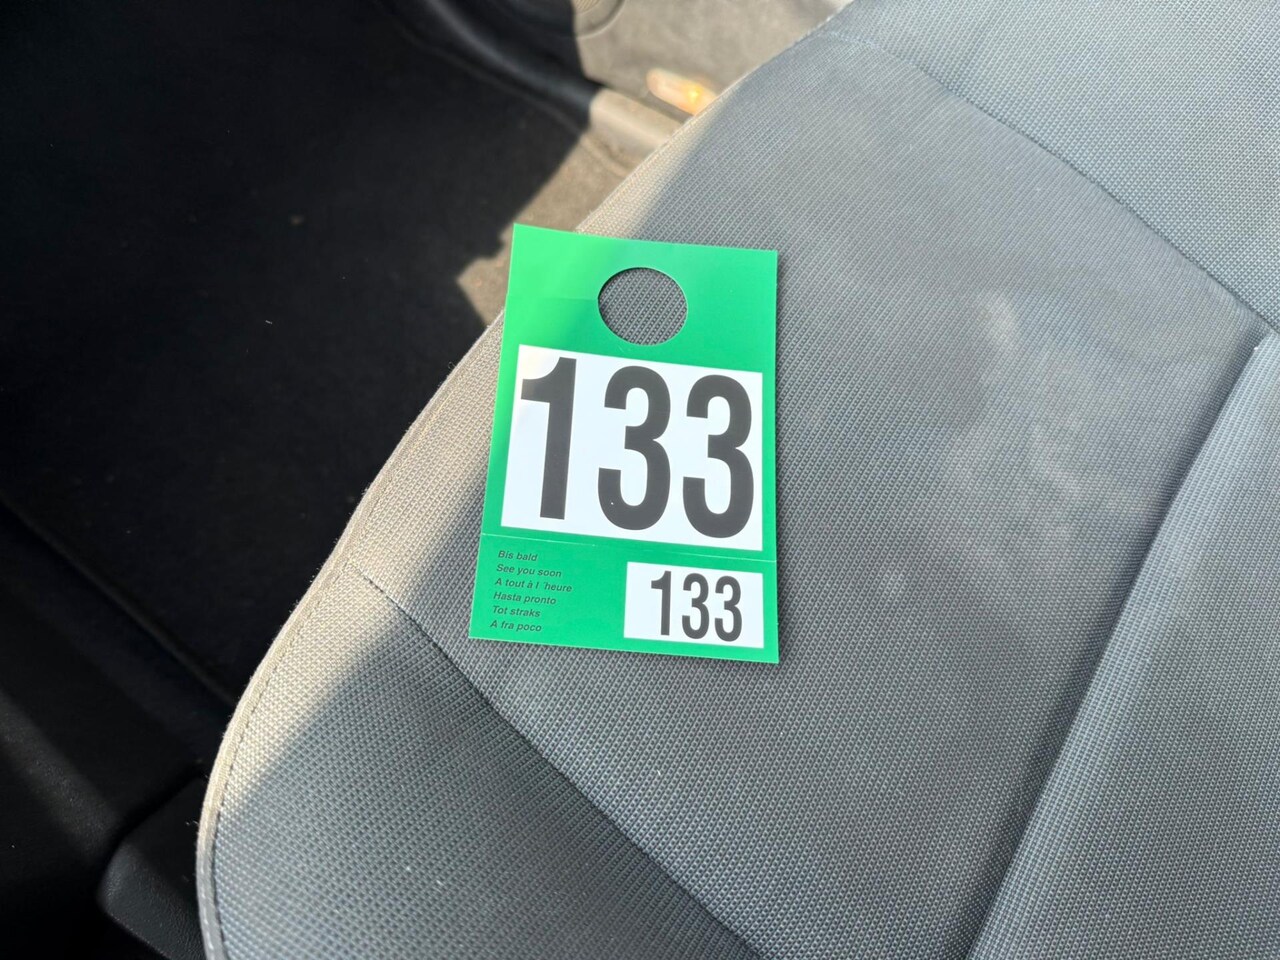 133
Bis bald
See you soon
A tout à l ´heure
Hasta pronto
Tot straks
A fra poco
133